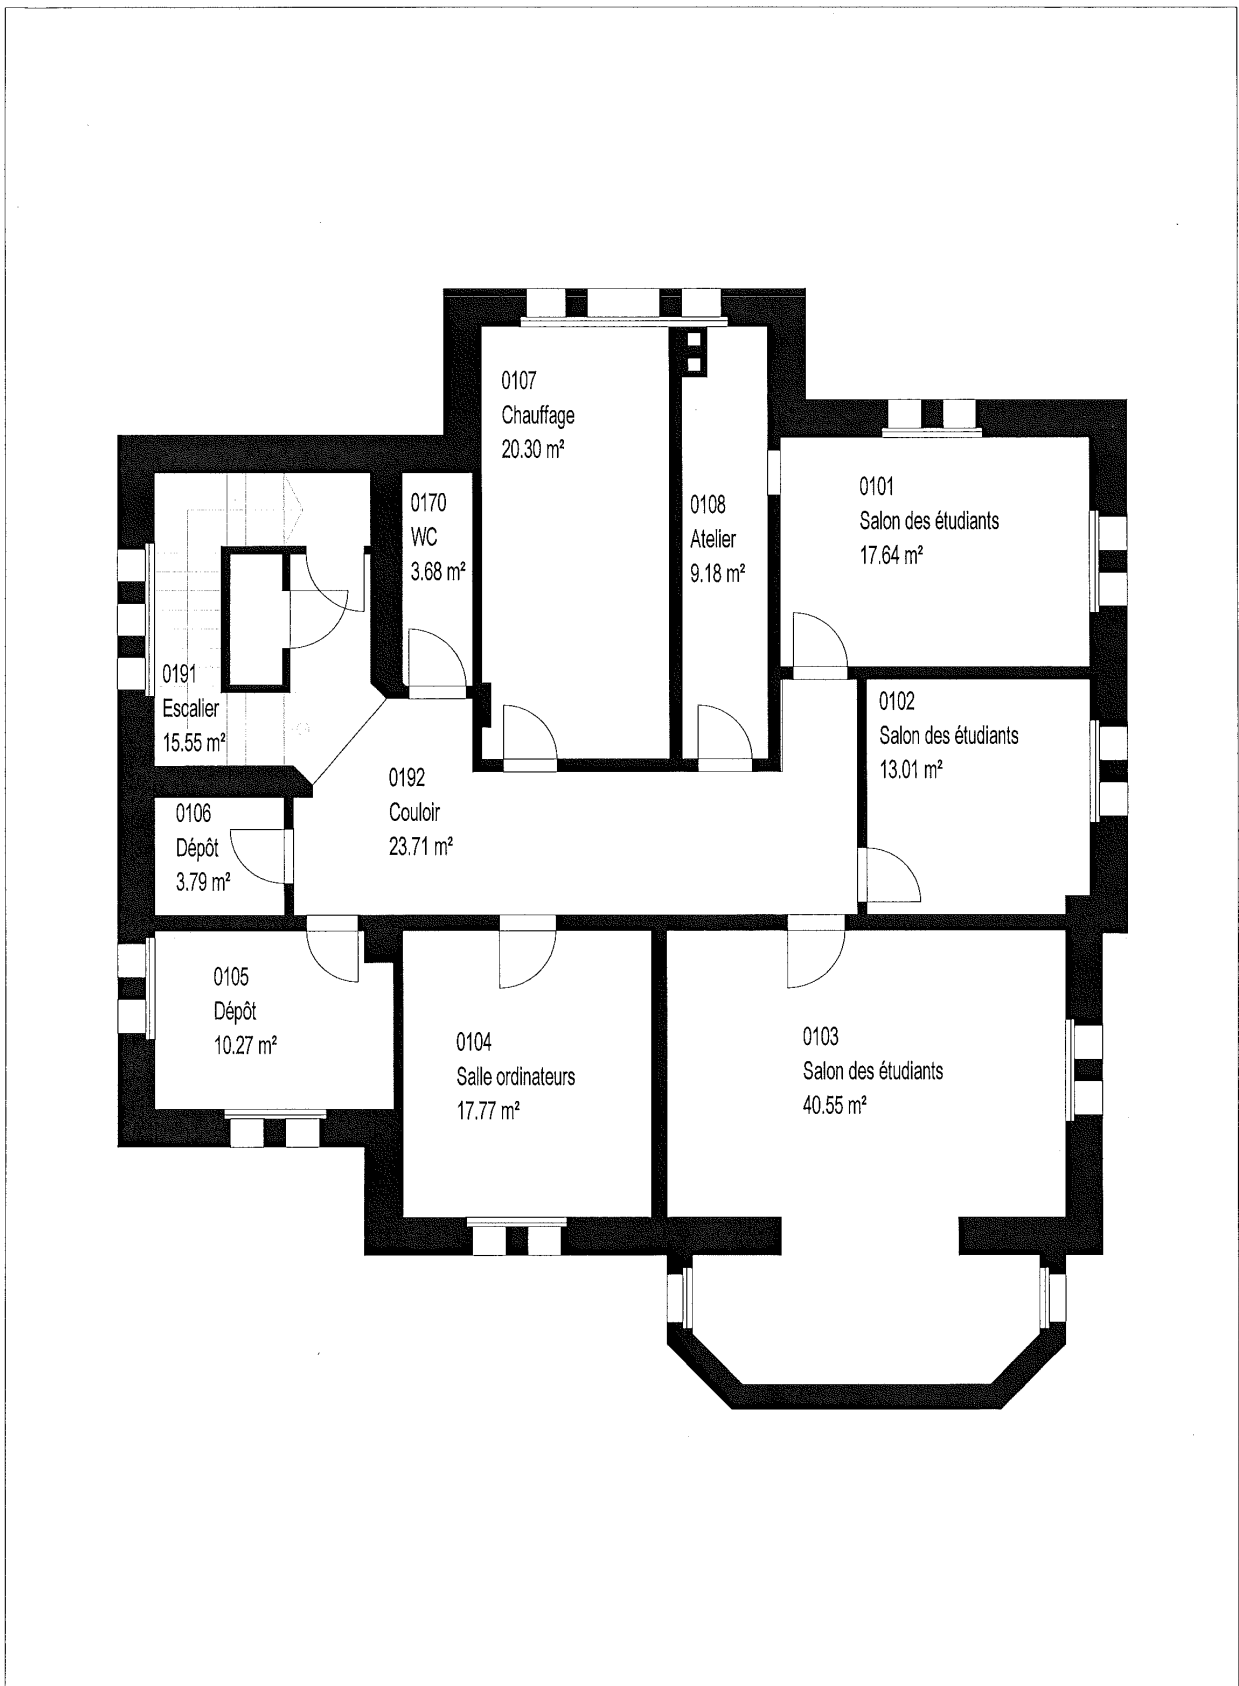 0107
Chauffage
20.30 m²
0101
Salon des étudiants
17.64 m²
0170
WC
3.68 m²
0108
Atelier
9.18 m²
0191
Escalier
15.55 m²
0102
Salon des étudiants
13.01 m²
0192
Couloir
23.71 m²
0106
Dépôt
3.79 m²
0105
Dépôt
10.27 m²
0104
Salle ordinateurs
17.77 m²
0103
Salon des étudiants
40.55 m²